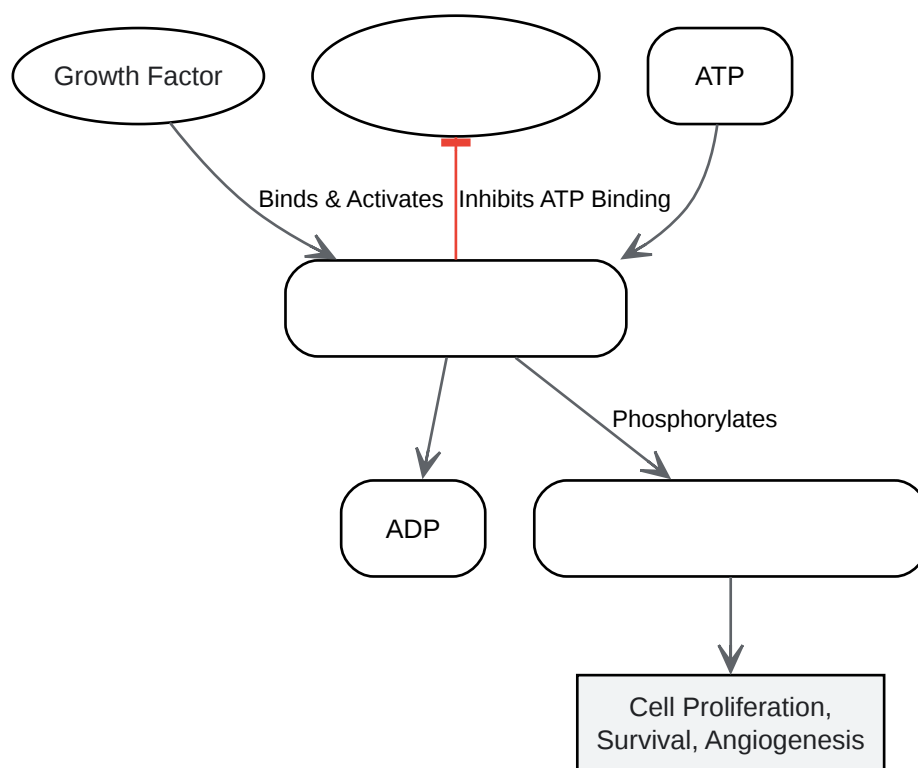 Growth Factor
ATP
Binds & Activates
Inhibits ATP Binding
Phosphorylates
ADP
Cell Proliferation,
Survival, Angiogenesis